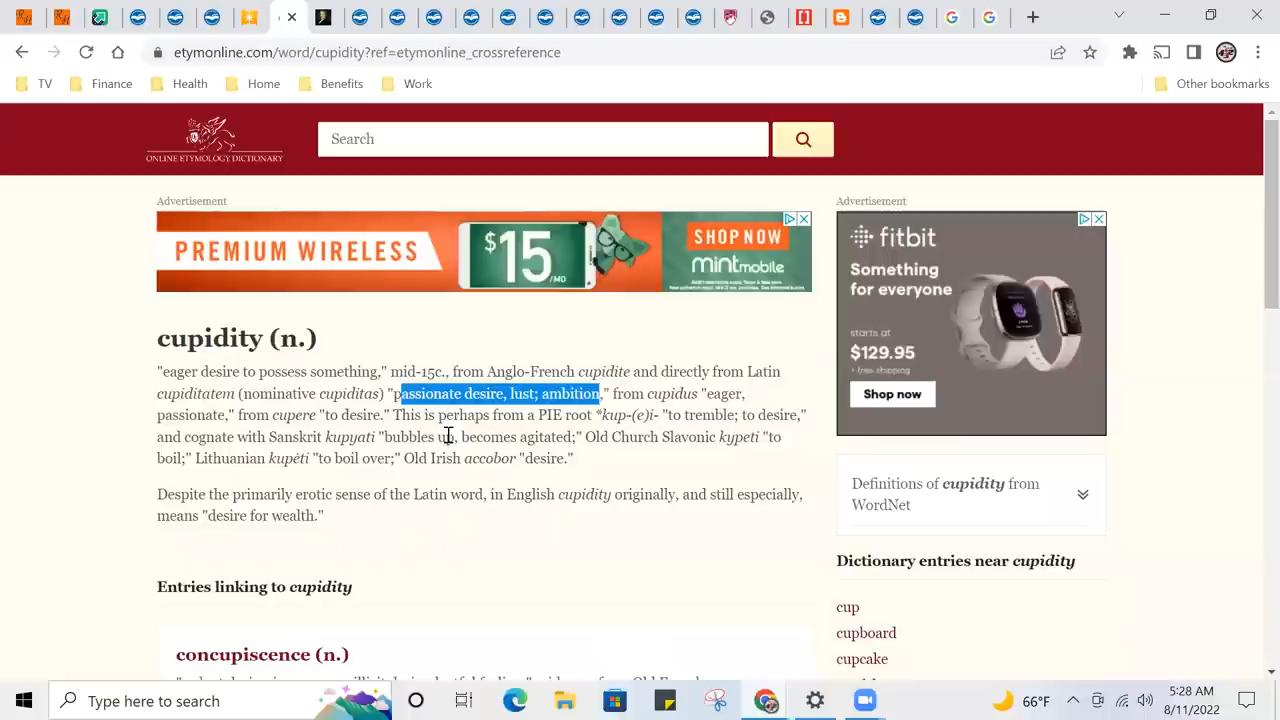 etymonline.com/word/cupidity?ref=etymonline_crossreference
TV Finance Health Home Benefits Work Other bookmarks
ONLINE ETYMOLOGY DICTIONARY
Search
Advertisement
PREMIUM WIRELESS $15/MO SHOP NOW
mintmobile
cupidity (n.)
"eager desire to possess something," mid-15c., from Anglo-French cupidite and directly from Latin
cupiditatem (nominative cupiditas) "passionate desire, lust; ambition," from cupidus "eager,
passionate," from cupere "to desire." This is perhaps from a PIE root *kup-(e)i- "to tremble; to desire,"
and cognate with Sanskrit kupyati "bubbles up, becomes agitated;" Old Church Slavonic kypeti "to
boil;" Lithuanian kupėti "to boil over;" Old Irish accobor "desire."
Despite the primarily erotic sense of the Latin word, in English cupidity originally, and still especially,
means "desire for wealth."
Entries linking to cupidity
concupiscence (n.)
Advertisement
fitbit
Something
for everyone
starts at
$129.95
+ free shipping
Shop now
Definitions of cupidity from
WordNet
Dictionary entries near cupidity
cup
cupboard
cupcake
Type here to search
66°F
5:28 AM
8/11/2022